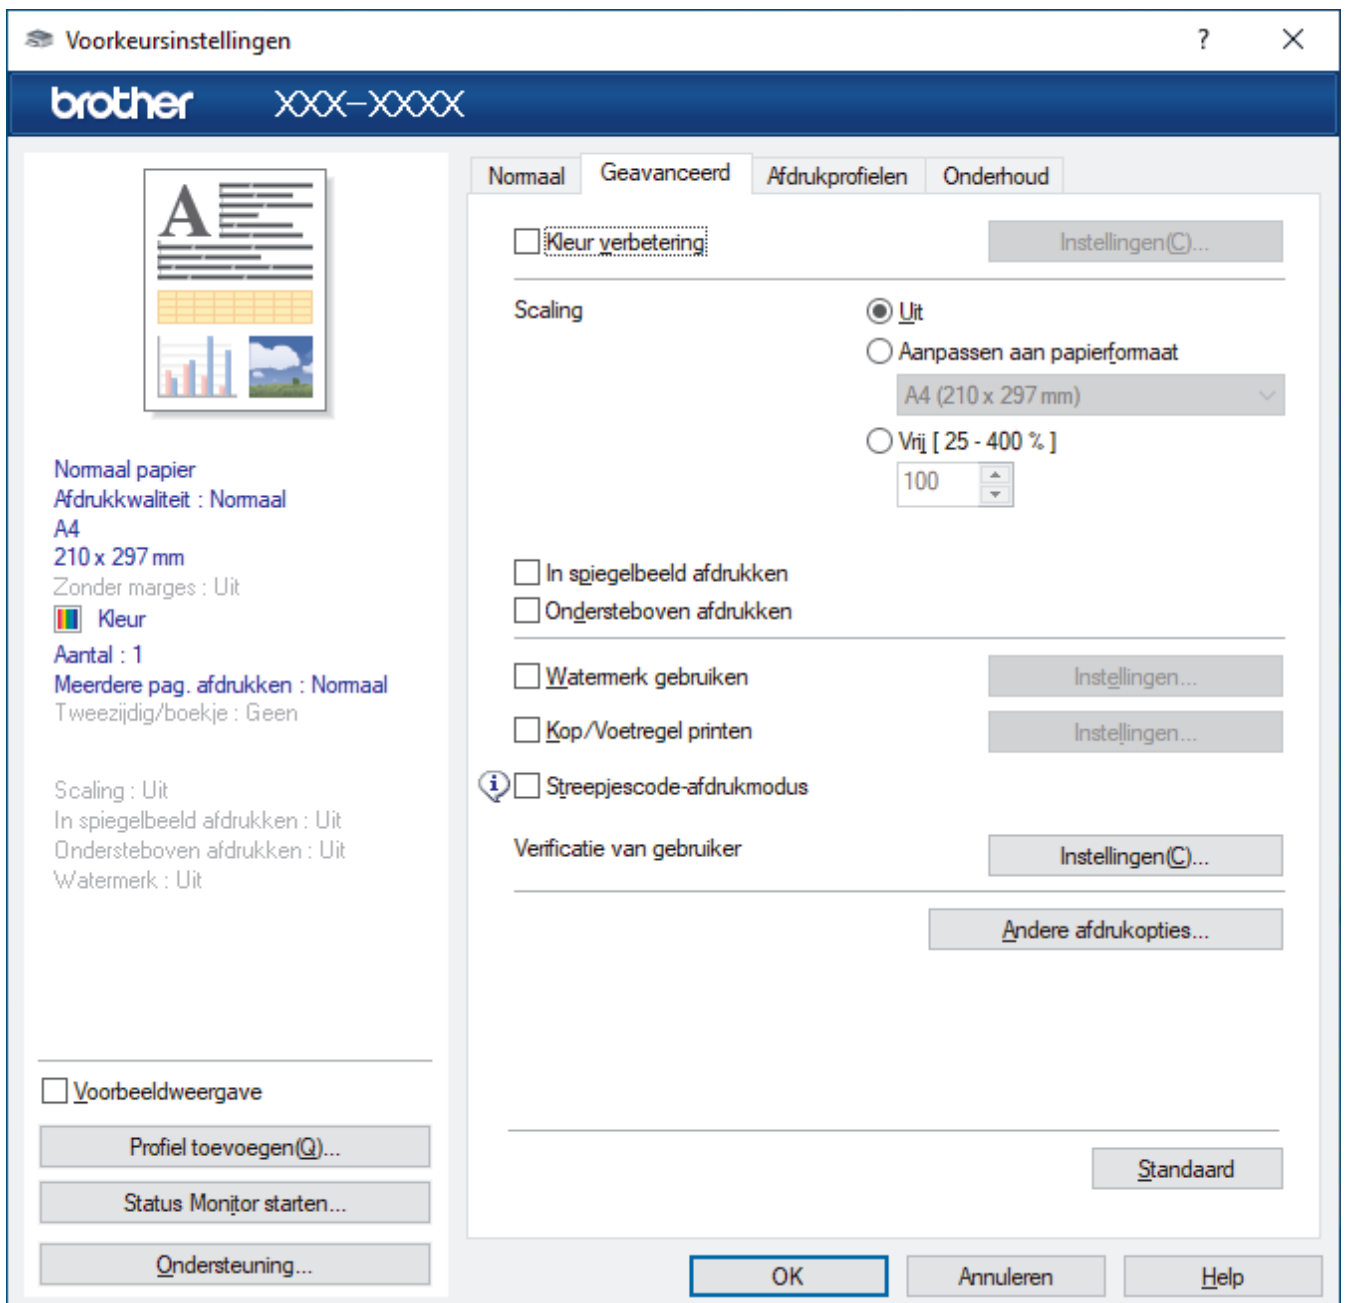 Voorkeursinstellingen
?
brother XXX-XXXX
A
Normaal papier
Afdrukkwaliteit : Normaal
A4
210 x 297 mm
Zonder marges : Uit
Kleur
Aantal : 1
Meerdere pag. afdrukken : Normaal
Tweezijdig/boekje : Geen
Scaling : Uit
In spiegelbeeld afdrukken : Uit
Ondersteboven afdrukken : Uit
Watermerk : Uit
Voorbeeldweergave
Profiel toevoegen(Q)...
Status Monitor starten...
Ondersteuning...
Normaal Geavanceerd Afdrukprofielen Onderhoud
Kleur verbetering Instellingen(C)...
Scaling Uit
Aanpassen aan papierformaat
A4 (210 x 297 mm)
Vrij [ 25 - 400 % ]
100
In spiegelbeeld afdrukken
Ondersteboven afdrukken
Watermerk gebruiken Instellingen...
Kop/Voetregel printen Instellingen...
Streepjescode-afdrukmodus
Verificatie van gebruiker Instellingen(C)...
Andere afdrukopties...
Standaard
OK Annuleren Help